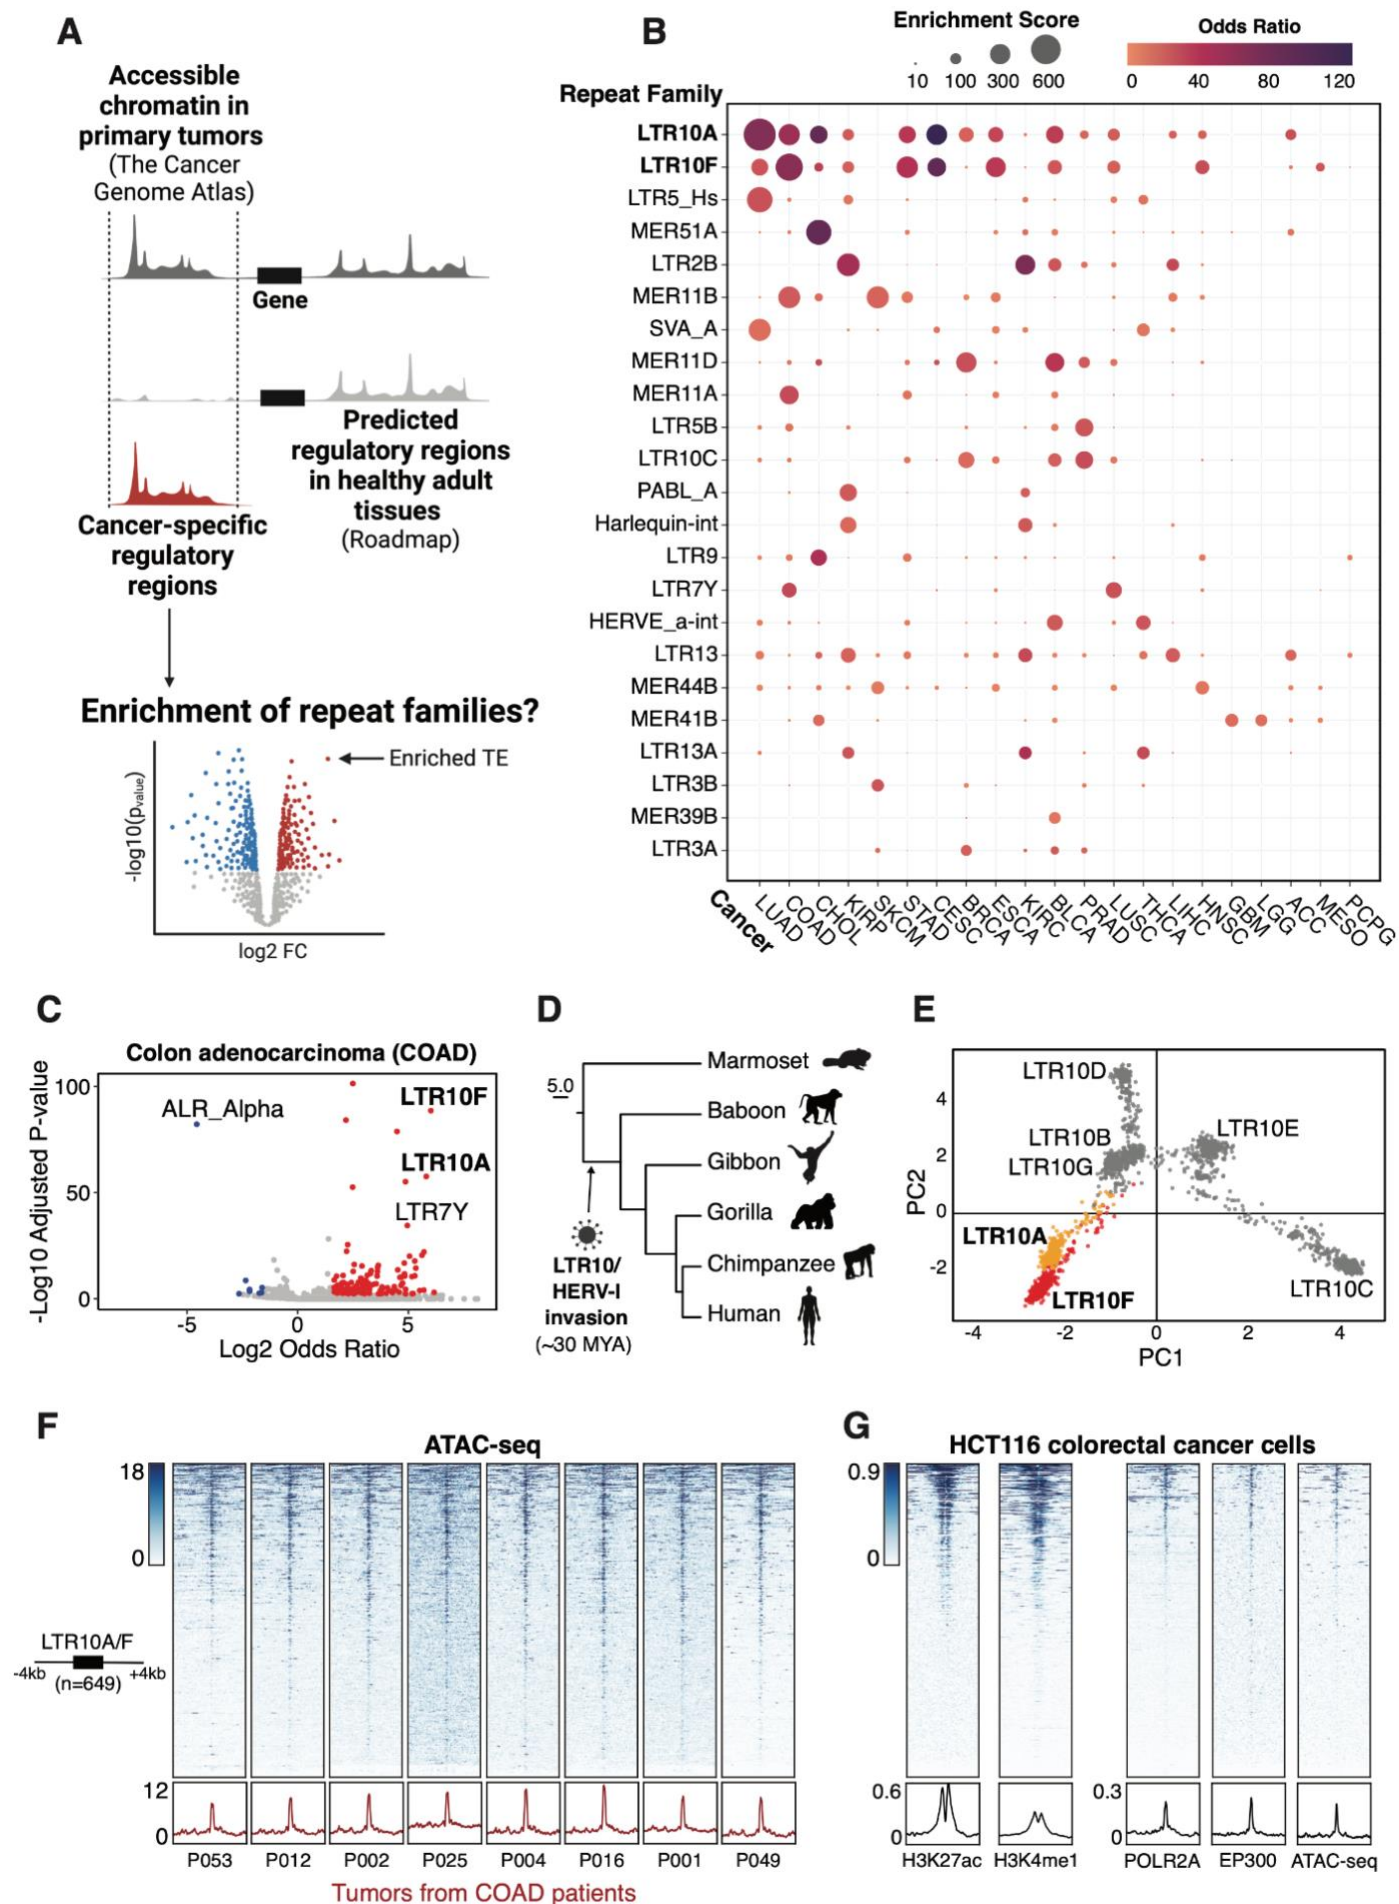 A
Accessible
chromatin in
primary tumors
(The Cancer
Genome Atlas)
Gene
Predicted
regulatory regions
in healthy adult
tissues
(Roadmap)
Cancer-specific
regulatory
regions
Enrichment of repeat families?
Enriched TE
-log10(pvalue)
log2 FC
B
Enrichment Score
10 100 300 600
Odds Ratio
0 40 80 120
Repeat Family
LTR10A
LTR10F
LTR5_Hs
MER51A
LTR2B
MER11B
SVA_A
MER11D
MER11A
LTR5B
LTR10C
PABL_A
Harlequin-int
LTR9
LTR7Y
HERVE_a-int
LTR13
MER44B
MER41B
LTR13A
LTR3B
MER39B
LTR3A
Cancer LUAD COAD CHOL KIRP SKCM STAD CESC BRCA ESCA KIRC BLCA PRAD LUSC THCA LIHC HNSC GBM LGG ACC MESO PCPG
C
Colon adenocarcinoma (COAD)
-Log10 Adjusted P-value
100
50
0
ALR_Alpha
LTR10F
LTR10A
LTR7Y
-5 0 5
Log2 Odds Ratio
D
5.0
Marmoset
Baboon
Gibbon
Gorilla
Chimpanzee
Human
LTR10/
HERV-I
invasion
(~30 MYA)
E
PC2
4
2
0
-2
LTR10D
LTR10B
LTR10G
LTR10E
LTR10A
LTR10F
LTR10C
-4 -2 0 2 4
PC1
F
ATAC-seq
18
0
LTR10A/F
-4kb +4kb
(n=649)
12
0
P053 P012 P002 P025 P004 P016 P001 P049
Tumors from COAD patients
G
HCT116 colorectal cancer cells
0.9
0
0.6
0
0.3
0
H3K27ac H3K4me1 POLR2A EP300 ATAC-seq